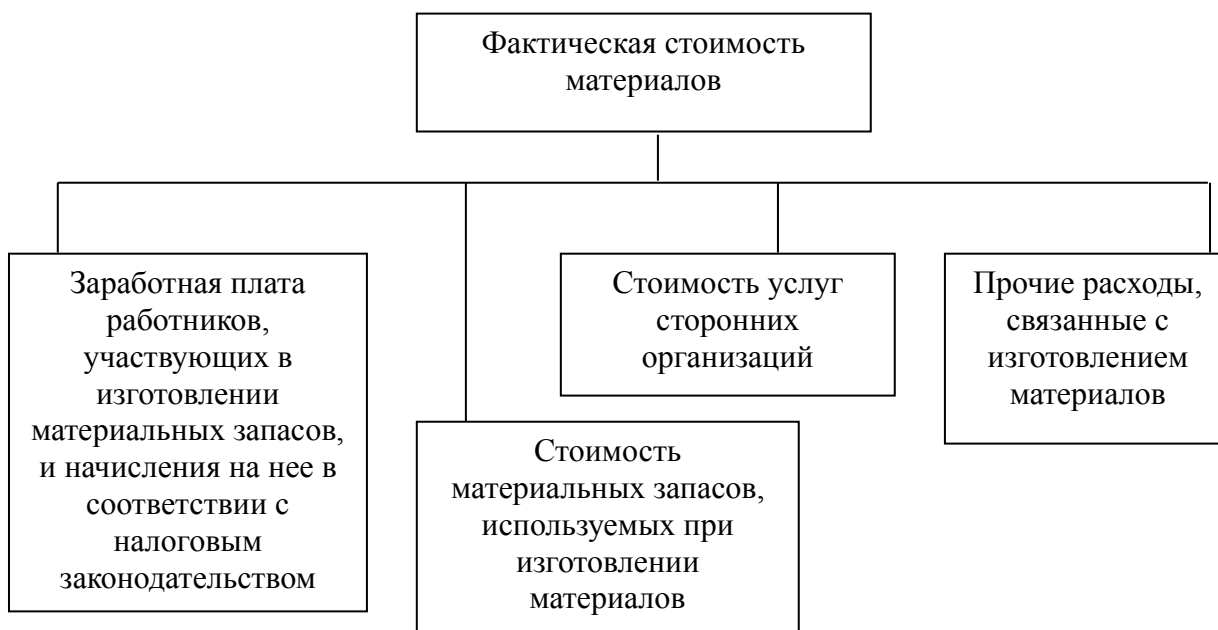 Фактическая стоимость
материалов
Заработная плата
работников,
участвующих в
изготовлении
материальных запасов,
и начисления на нее в
соответствии с
налоговым
законодательством
Стоимость
материальных запасов,
используемых при
изготовлении
материалов
Стоимость услуг
сторонних
организаций
Прочие расходы,
связанные с
изготовлением
материалов